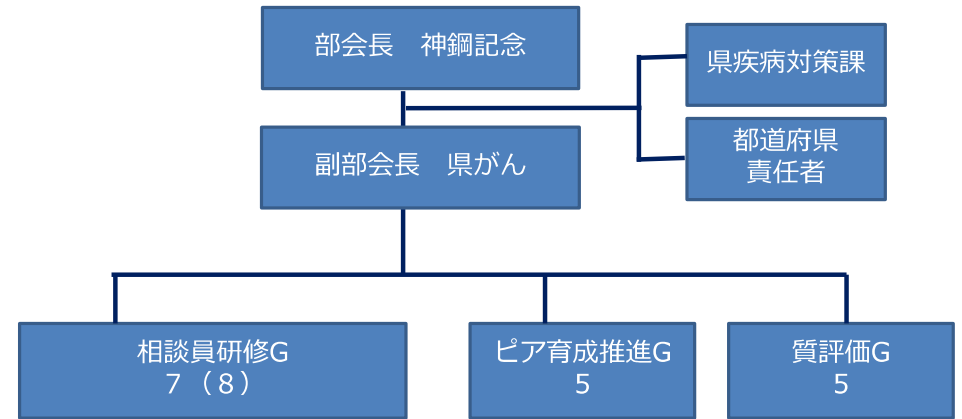 部会長　神鋼記念
県疾病対策課
副部会長　県がん
都道府県
責任者
相談員研修G
７（８）
ピア育成推進G
５
質評価G
５